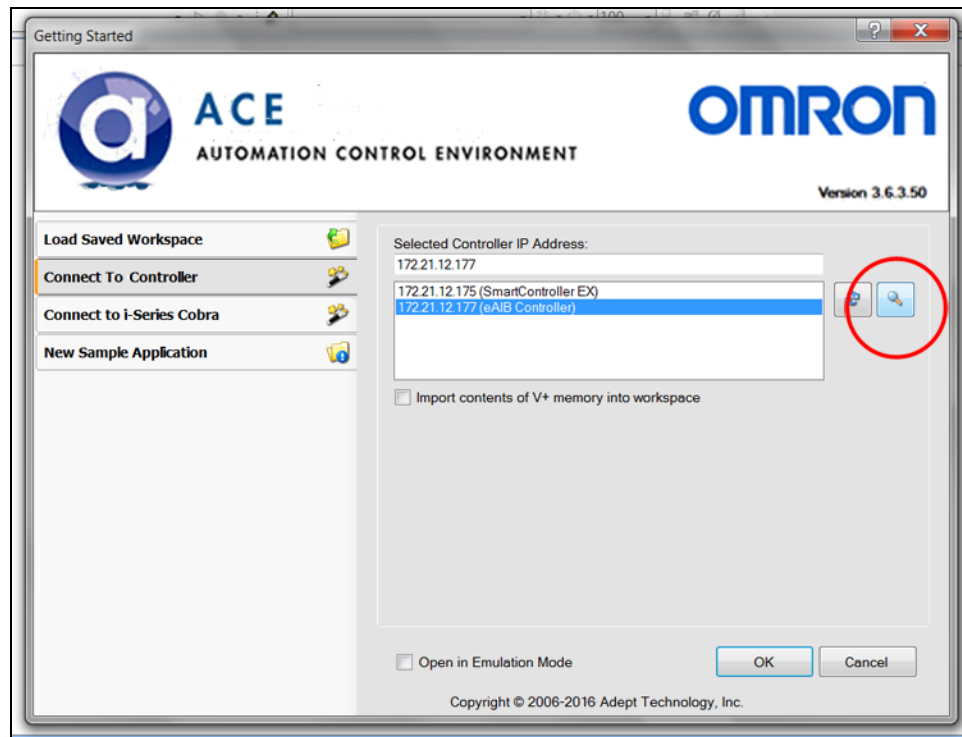 Getting Started
ACE
AUTOMATION CONTROL ENVIRONMENT
OMRON
Version 3.6.3.50
Load Saved Workspace
Connect To Controller
Connect to i-Series Cobra
New Sample Application
Selected Controller IP Address:
172.21.12.177
172.21.12.175 (SmartController EX)
172.21.12.177 (eAIB Controller)
Import contents of V+ memory into workspace
Open in Emulation Mode
OK
Cancel
Copyright © 2006-2016 Adept Technology, Inc.